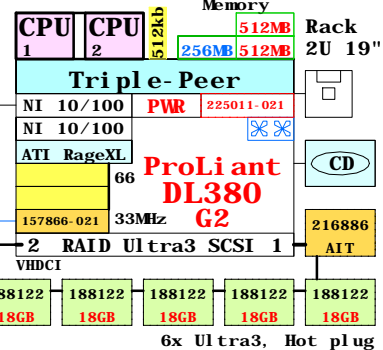 Memory
CPU
1
CPU
2
512kb
512MB
256MB 512MB
Rack
2U 19"
Triple-Peer
NI 10/100 PWR 225011-021
NI 10/100
ATI RageXL
66
ProLiant
DL380
G2
CD
157866-021 33MHz
216886
AIT
2 RAID Ultra3 SCSI 1
VHDCI
188122
18GB
188122
18GB
188122
18GB
188122
18GB
188122
18GB
6x Ultra3, Hot plug